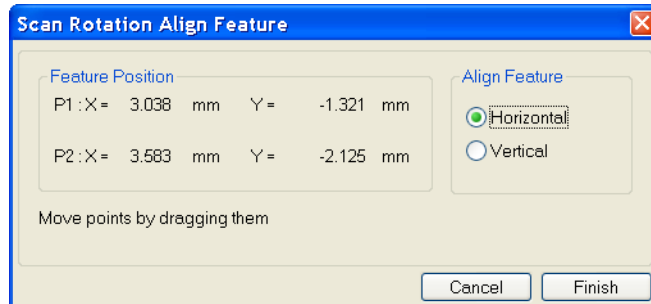 Scan Rotation Align Feature
Feature Position
P1 : X = 3.038 mm Y = -1.321 mm
P2 : X = 3.583 mm Y = -2.125 mm
Align Feature
Horizontal
Vertical
Move points by dragging them
Cancel Finish